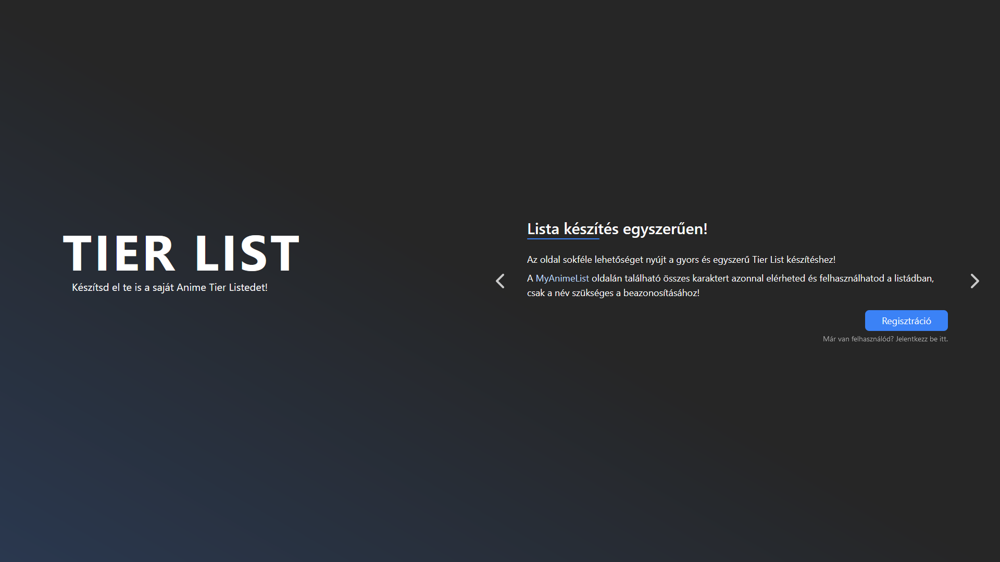 TIER LIST
Készítsd el te is a saját Anime Tier Listedet!
Lista készítés egyszerűen!
Az oldal sokféle lehetőséget nyújt a gyors és egyszerű Tier List készítéshez!
A MyAnimeList oldalán található összes karaktert azonnal elérheted és felhasználhatod a listádban,
csak a név szükséges a beazonosításához!
Regisztráció
Már van felhasználód? Jelentkezz be itt.